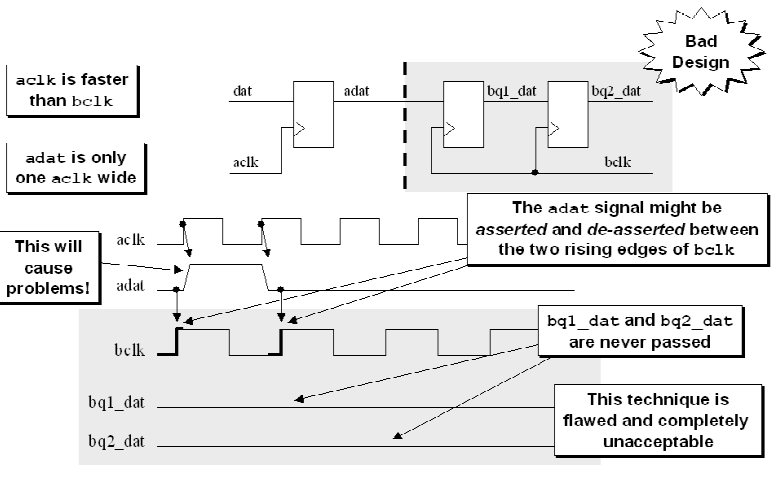 Bad
Design
aclk is faster
than bclk
dat
adat
bq1_dat
bq2_dat
adat is only
one aclk wide
aclk
bclk
The adat signal might be
asserted and de-asserted between
the two rising edges of bclk
This will
cause
problems!
aclk
adat
bq1_dat and bq2_dat
are never passed
bclk
This technique is
flawed and completely
unacceptable
bq1_dat
bq2_dat